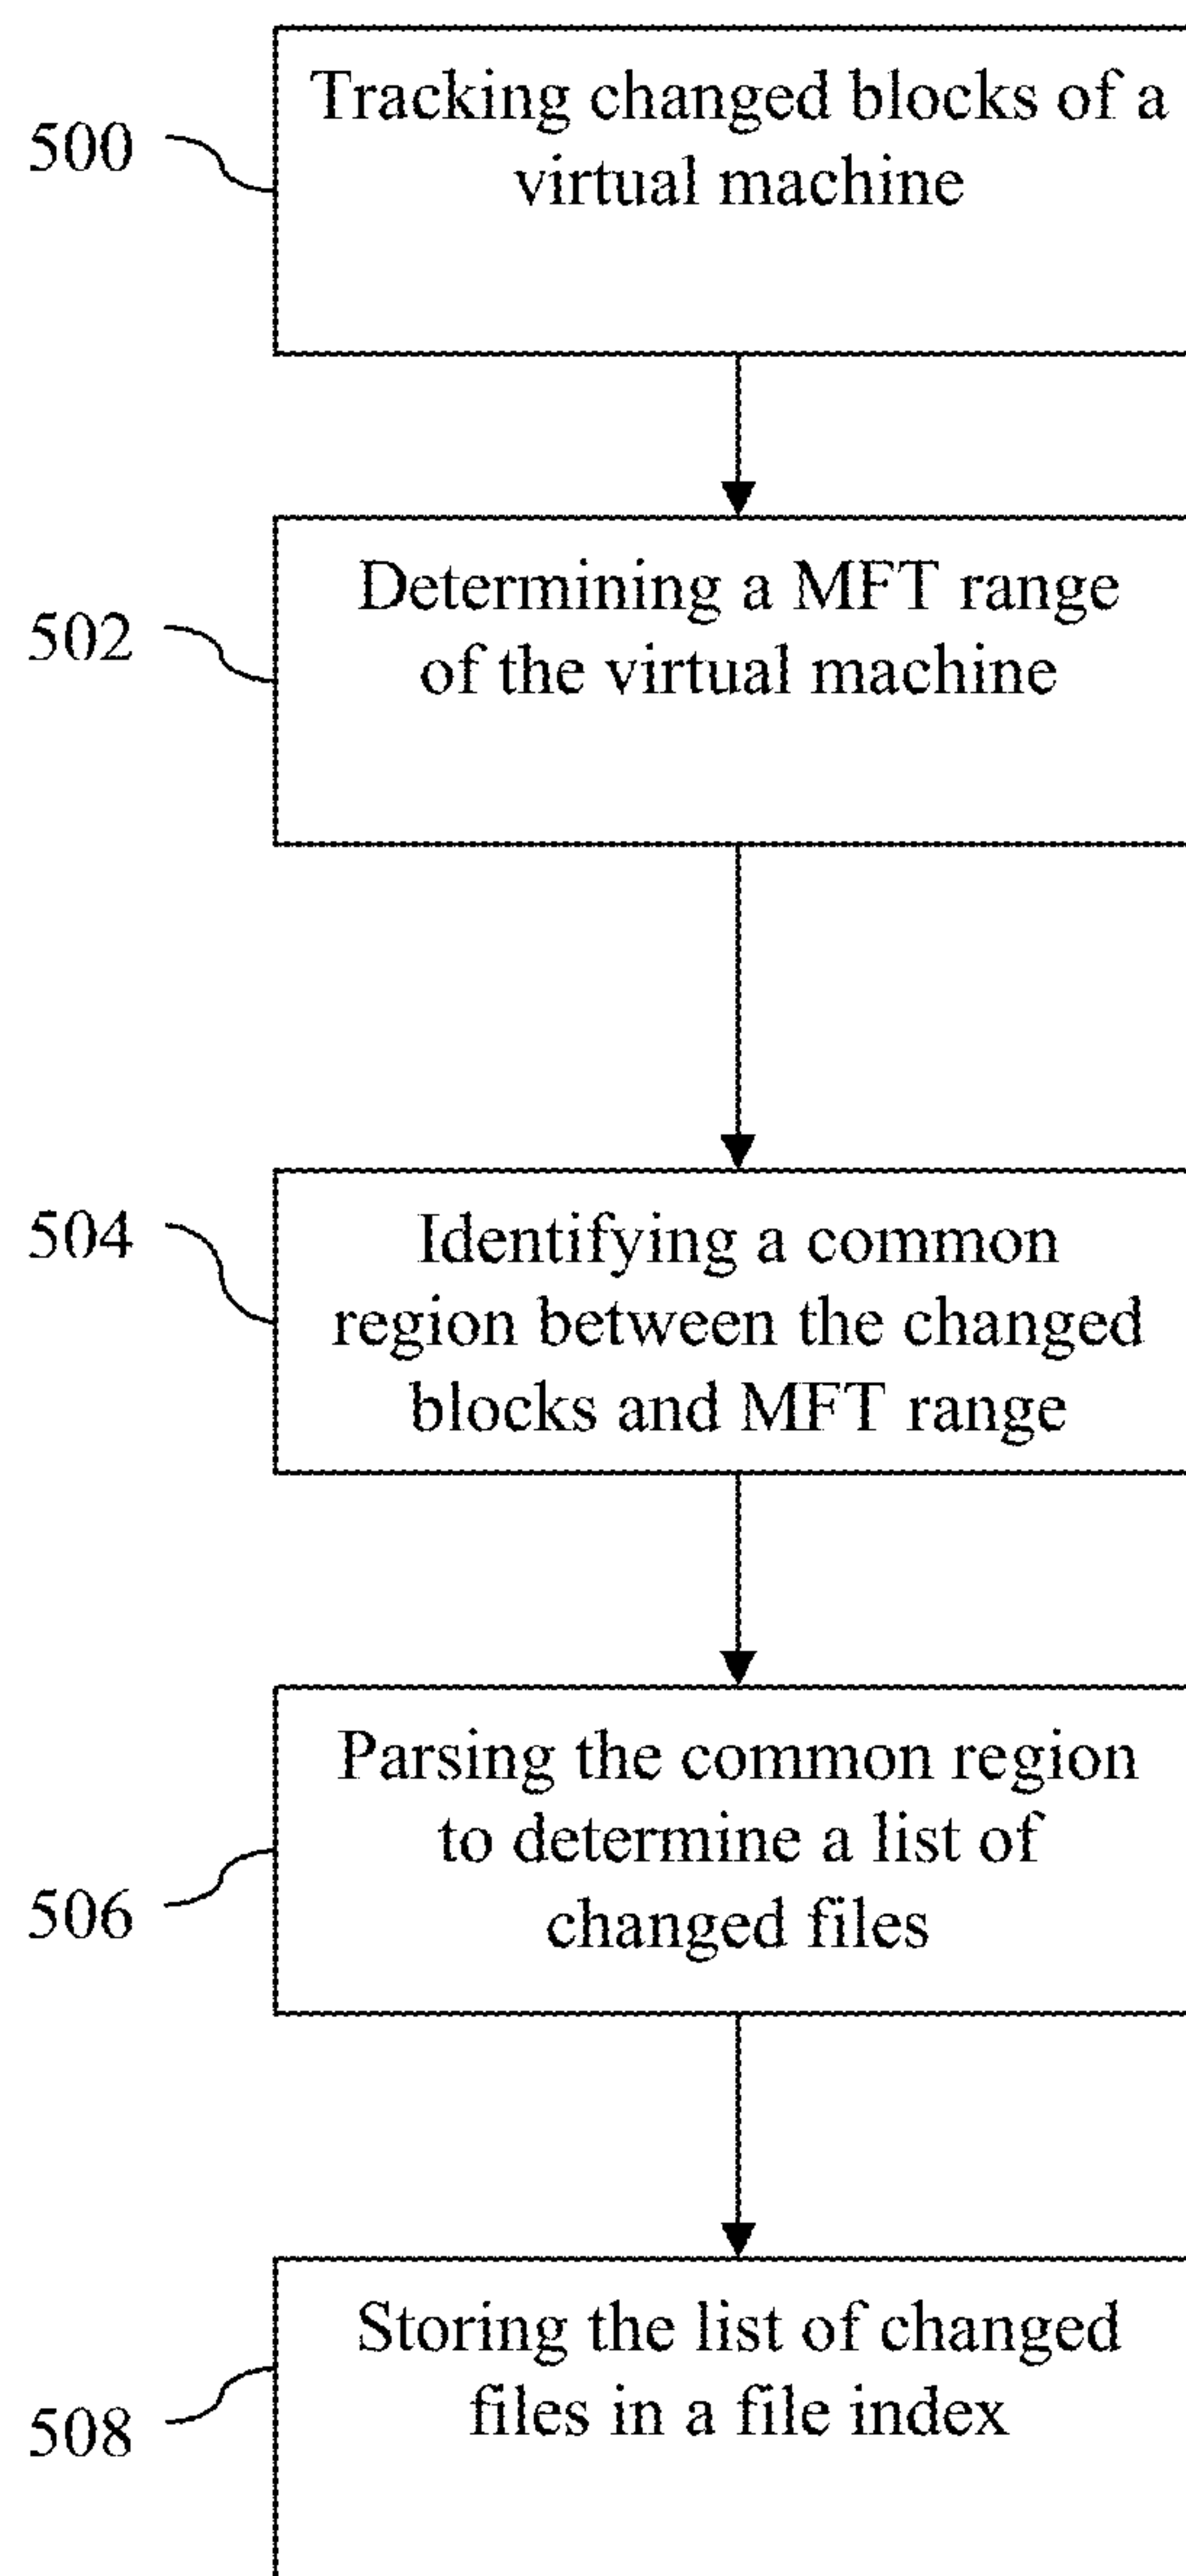 500
Tracking changed blocks of a
virtual machine
502
Determining a MFT range
of the virtual machine
504
Identifying a common
region between the changed
blocks and MFT range
506
Parsing the common region
to determine a list of
changed files
508
Storing the list of changed
files in a file index